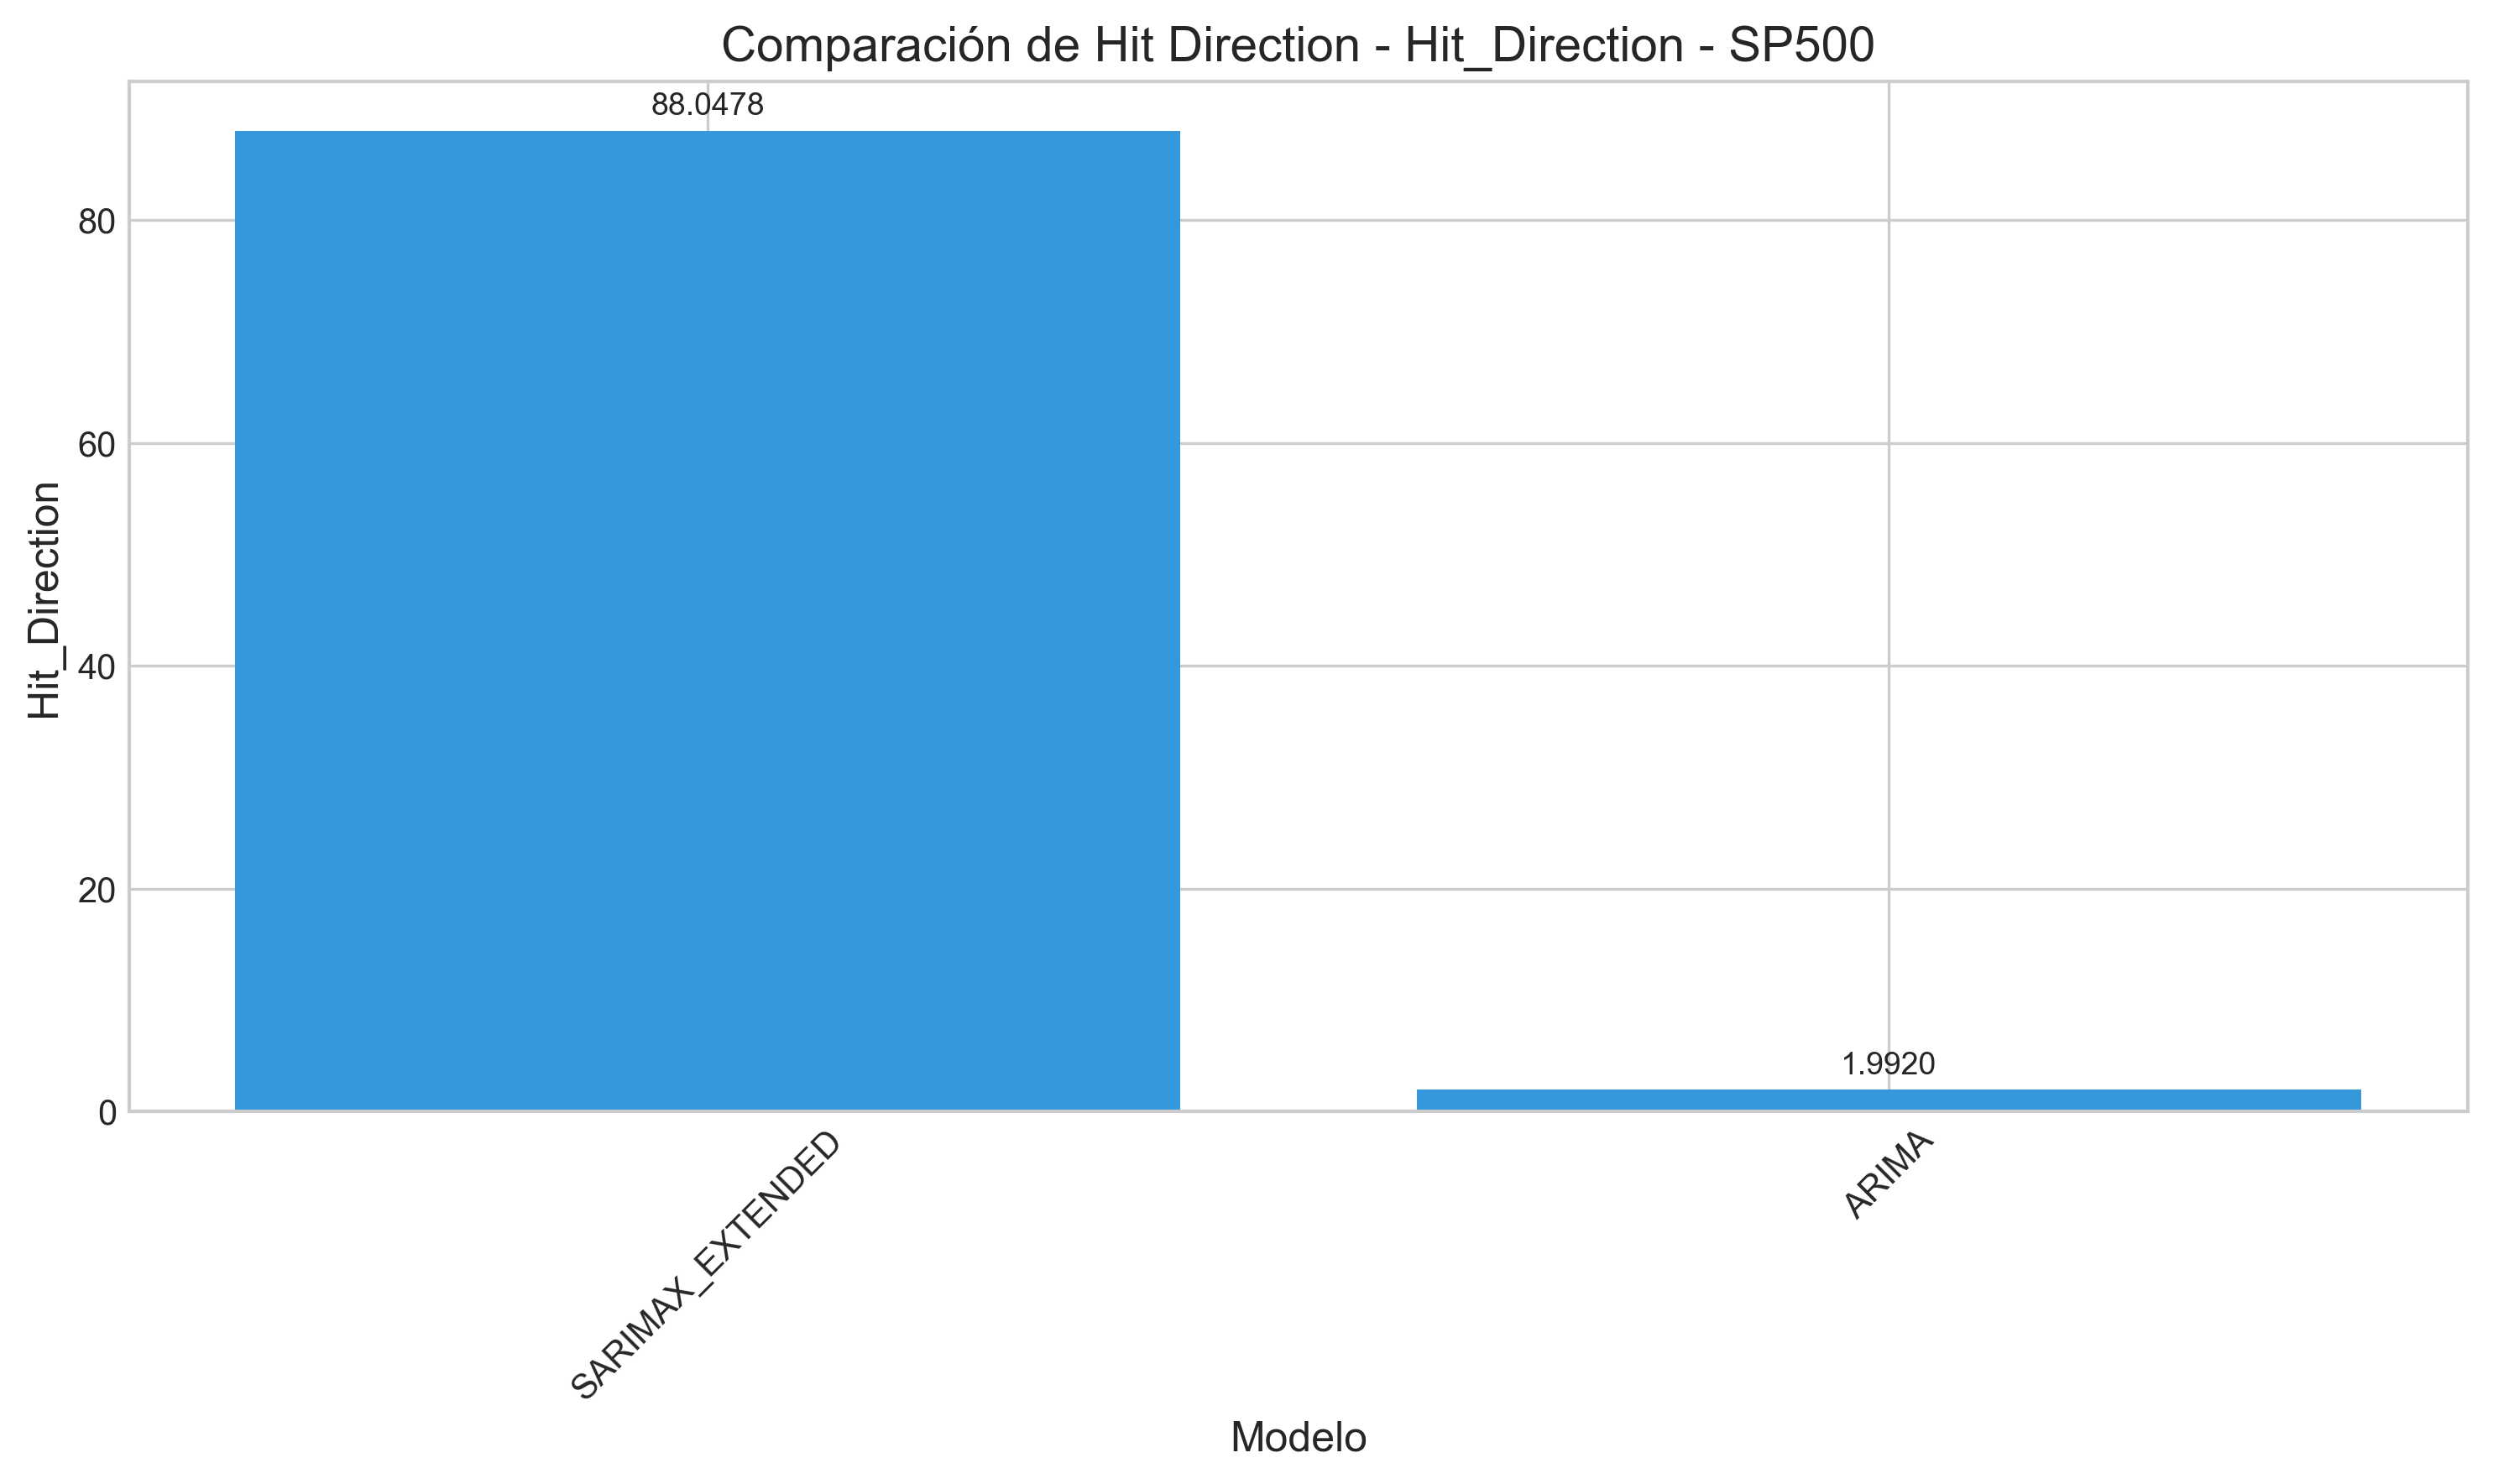 Comparación de Hit Direction - Hit_Direction - SP500
88.0478
80
60
40
20
0
Hit_Direction
1.9920
SARIMAX_EXTENDED
ARIMA
Modelo